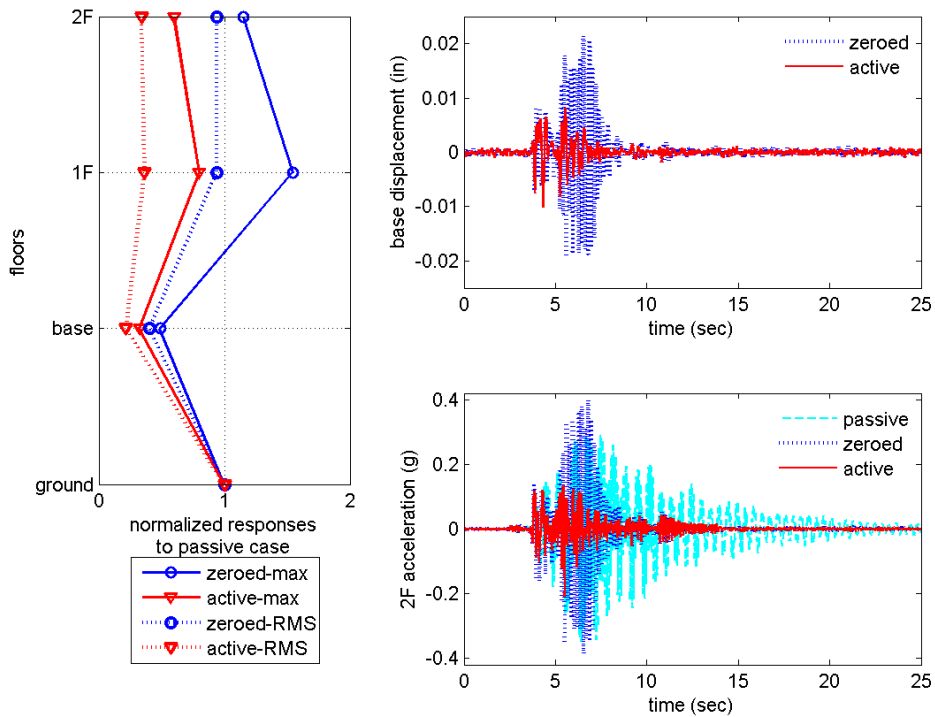 2F
1F
base
ground
floors
0
1
2
normalized responses
to passive case
zeroed-max
active-max
zeroed-RMS
active-RMS
0.02
0.01
0
-0.01
-0.02
base displacement (in)
zeroed
active
0
5
10
15
20
25
time (sec)
0.4
0.2
0
-0.2
-0.4
2F acceleration (g)
passive
zeroed
active
0
5
10
15
20
25
time (sec)